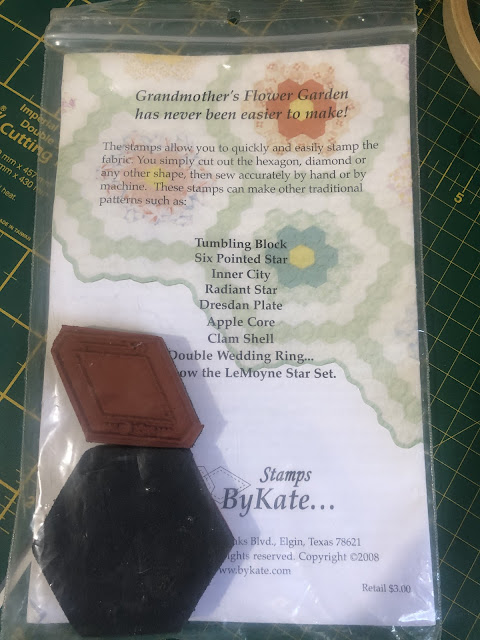 Grandmother's Flower Garden
has never been easier to make!
The stamps allow you to quickly and easily stamp the
fabric. You simply cut out the hexagon, diamond or
any other shape, then sew accurately by hand or by
machine. These stamps can make other traditional
patterns such as:
Tumbling Block
Six Pointed Star
Inner City
Radiant Star
Dresdan Plate
Apple Core
Clam Shell
Double Wedding Ring...
the LeMoyne Star Set.
Stamps
ByKate...
Blvd., Elgin, Texas 78621
rights reserved. Copyright ©2008
www.bykate.com
Retail $3.00
Imperial
Double
Cutting
5